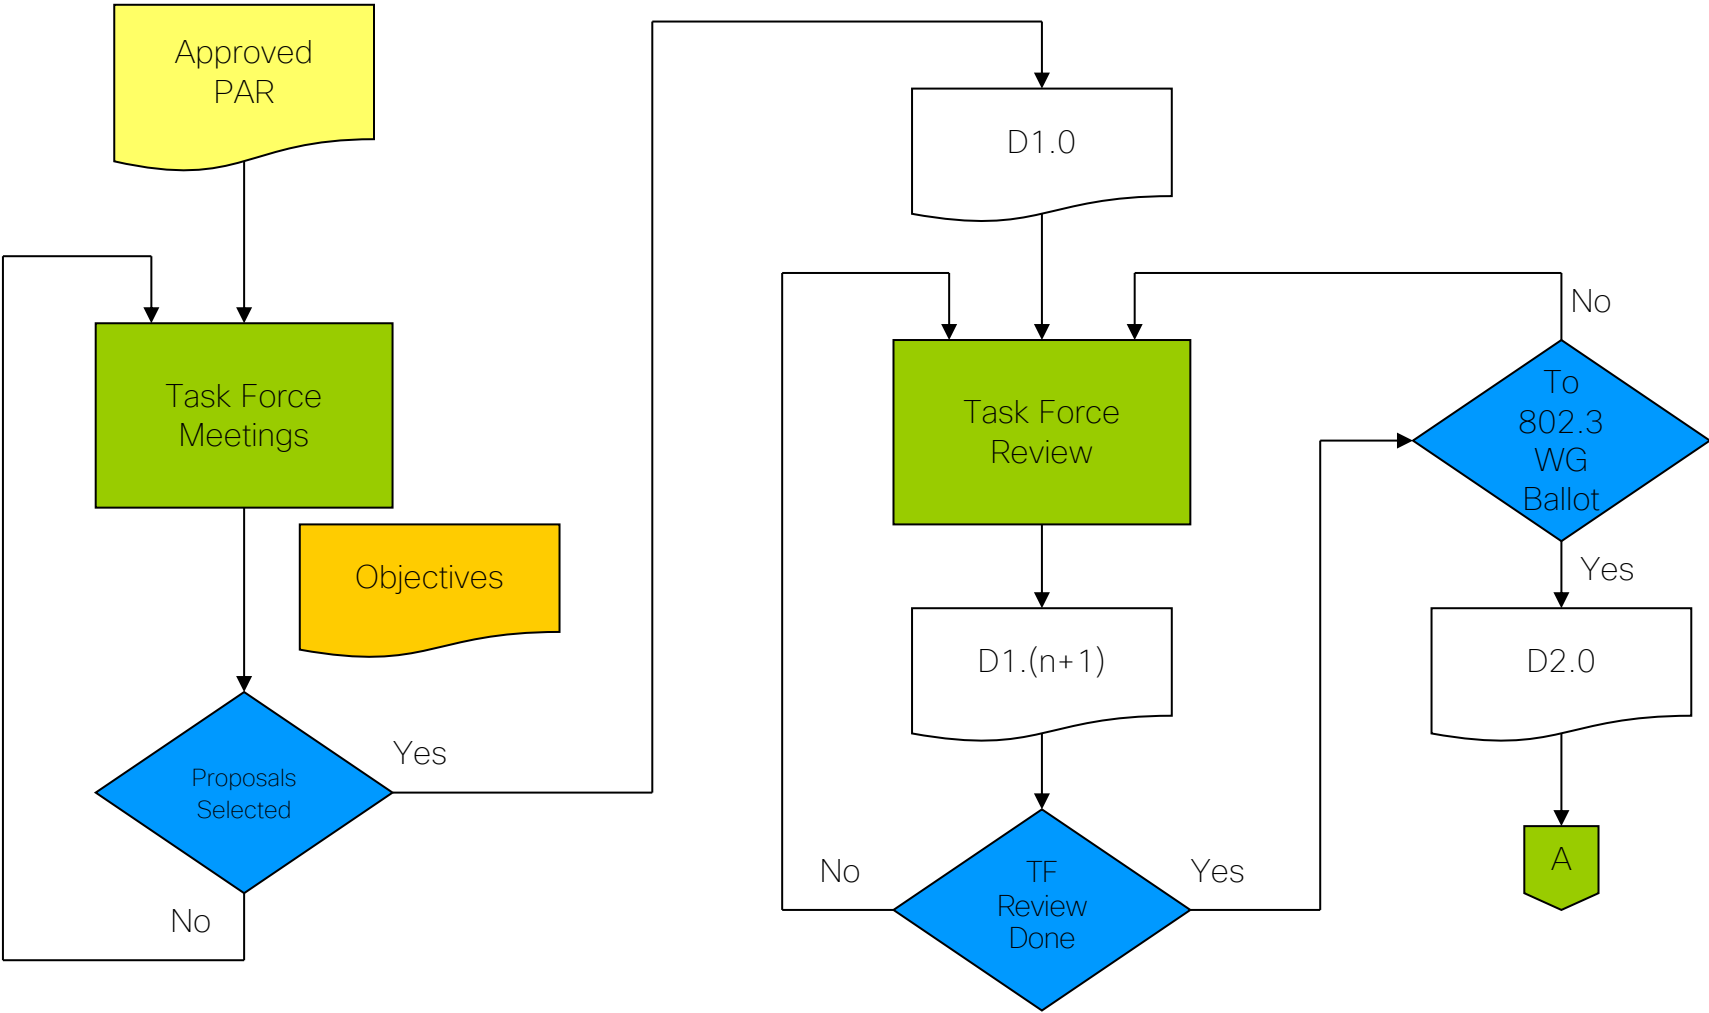 Approved
PAR
Task Force
Meetings
Objectives
Proposals
Selected
Yes
No
D1.0
Task Force
Review
D1.(n+1)
TF
Review
Done
No
Yes
To
802.3
WG
Ballot
No
Yes
D2.0
A